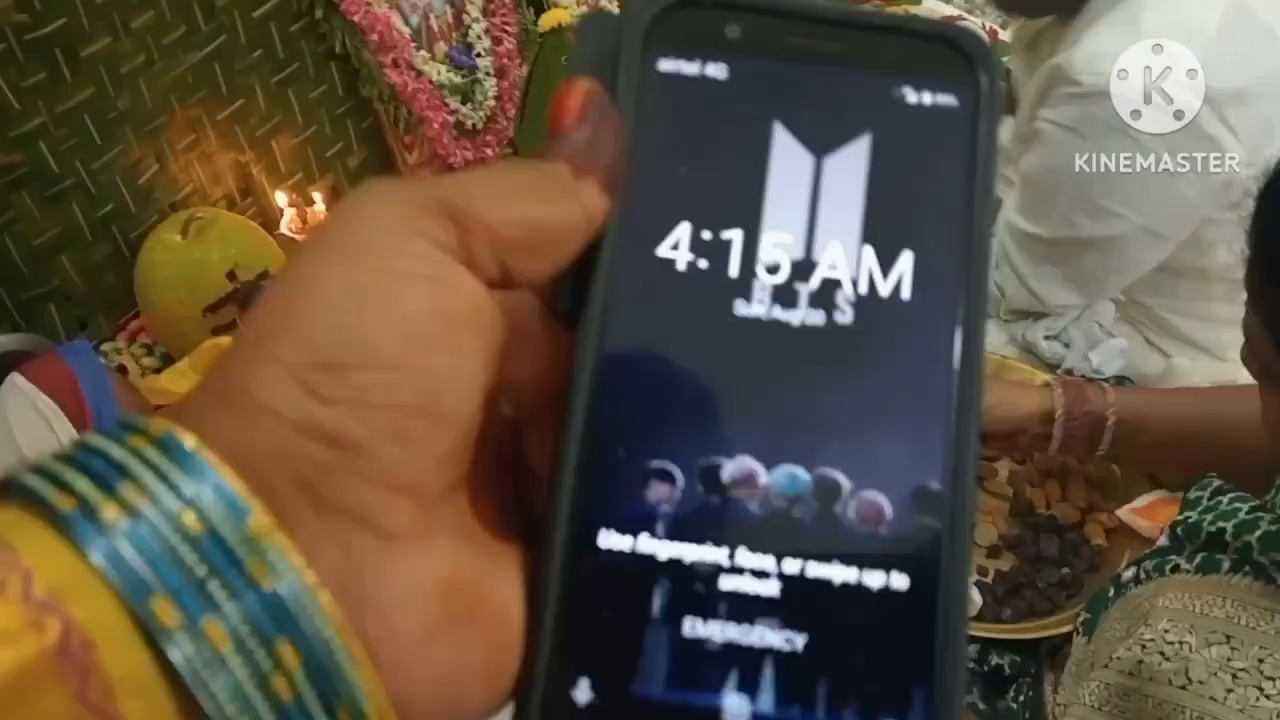 airtel 4G
K
KINEMASTER
4:15 AM
BTS
Use fingerprint, face, or swipe up to
unlock
EMERGENCY